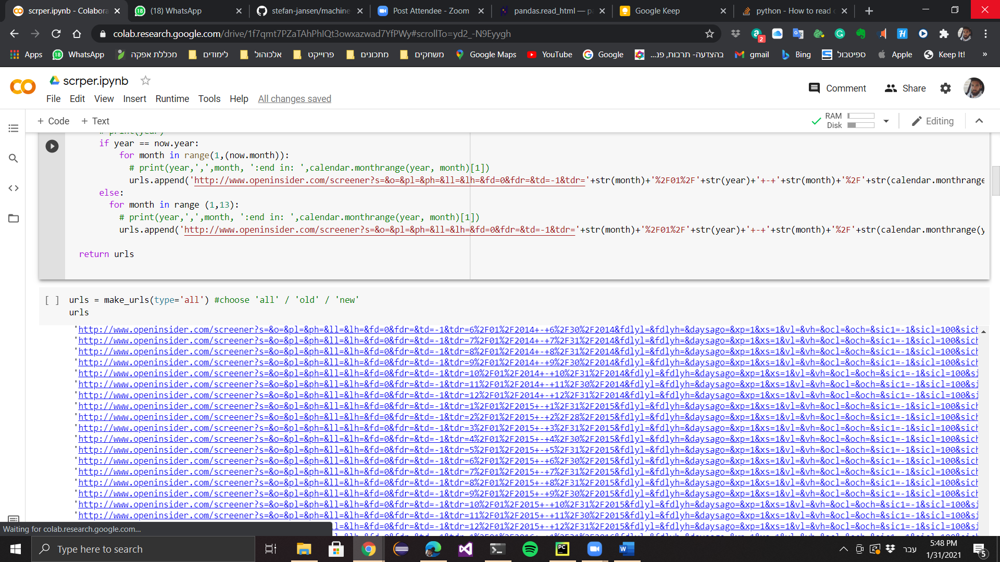 scrper.ipynb - Colabora
(18) WhatsApp
stefan-jansen/machine
Post Attendee - Zoom
pandas.read_html — pa
Google Keep
python - How to read
colab.research.google.com/drive/1f7qmt7PZaTAhPhIQt3owxazwad7YfPWy#scrollTo=yd2_-N9Eyygh
Apps
WhatsApp
מכללת אפקה
לימודים
אלכוהול
פרוייקט
מתכונים
משחקים
Google Maps
YouTube
Google
בהצדעה- תרבות, פנ...
gmail
Bing
ספיטבול
Apple
Keep It!
»
scrper.ipynb
Comment
Share
File Edit View Insert Runtime Tools Help All changes saved
+ Code + Text
RAM
Disk
Editing
# print(year)
if year == now.year:
for month in range(1,(now.month)):
# print(year,',',month, ':end in: ',calendar.monthrange(year, month)[1])
urls.append('http://www.openinsider.com/screener?s=&o=&pl=&ph=&ll=&lh=&fd=0&fdr=&td=-1&tdr='+str(month)+'%2F01%2F'+str(year)+'+-+'+str(month)+'%2F'+str(calendar.monthrange
else:
for month in range (1,13):
# print(year,',',month, ':end in: ',calendar.monthrange(year, month)[1])
urls.append('http://www.openinsider.com/screener?s=&o=&pl=&ph=&ll=&lh=&fd=0&fdr=&td=-1&tdr='+str(month)+'%2F01%2F'+str(year)+'+-+'+str(month)+'%2F'+str(calendar.monthrange(y
return urls
[ ] urls = make_urls(type='all') #choose 'all' / 'old' / 'new'
urls
'http://www.openinsider.com/screener?s=&o=&pl=&ph=&ll=&lh=&fd=0&fdr=&td=-1&tdr=6%2F01%2F2014+-+6%2F30%2F2014&fdlyl=&fdlyh=&daysago=&xp=1&xs=1&vl=&vh=&ocl=&och=&sic1=-1&sicl=100&sich
'http://www.openinsider.com/screener?s=&o=&pl=&ph=&ll=&lh=&fd=0&fdr=&td=-1&tdr=7%2F01%2F2014+-+7%2F31%2F2014&fdlyl=&fdlyh=&daysago=&xp=1&xs=1&vl=&vh=&ocl=&och=&sic1=-1&sicl=100&sich
'http://www.openinsider.com/screener?s=&o=&pl=&ph=&ll=&lh=&fd=0&fdr=&td=-1&tdr=8%2F01%2F2014+-+8%2F31%2F2014&fdlyl=&fdlyh=&daysago=&xp=1&xs=1&vl=&vh=&ocl=&och=&sic1=-1&sicl=100&sich
'http://www.openinsider.com/screener?s=&o=&pl=&ph=&ll=&lh=&fd=0&fdr=&td=-1&tdr=9%2F01%2F2014+-+9%2F30%2F2014&fdlyl=&fdlyh=&daysago=&xp=1&xs=1&vl=&vh=&ocl=&och=&sic1=-1&sicl=100&sich
'http://www.openinsider.com/screener?s=&o=&pl=&ph=&ll=&lh=&fd=0&fdr=&td=-1&tdr=10%2F01%2F2014+-+10%2F31%2F2014&fdlyl=&fdlyh=&daysago=&xp=1&xs=1&vl=&vh=&ocl=&och=&sic1=-1&sicl=100&si
'http://www.openinsider.com/screener?s=&o=&pl=&ph=&ll=&lh=&fd=0&fdr=&td=-1&tdr=11%2F01%2F2014+-+11%2F30%2F2014&fdlyl=&fdlyh=&daysago=&xp=1&xs=1&vl=&vh=&ocl=&och=&sic1=-1&sicl=100&si
'http://www.openinsider.com/screener?s=&o=&pl=&ph=&ll=&lh=&fd=0&fdr=&td=-1&tdr=12%2F01%2F2014+-+12%2F31%2F2014&fdlyl=&fdlyh=&daysago=&xp=1&xs=1&vl=&vh=&ocl=&och=&sic1=-1&sicl=100&si
'http://www.openinsider.com/screener?s=&o=&pl=&ph=&ll=&lh=&fd=0&fdr=&td=-1&tdr=1%2F01%2F2015+-+1%2F31%2F2015&fdlyl=&fdlyh=&daysago=&xp=1&xs=1&vl=&vh=&ocl=&och=&sic1=-1&sicl=100&sich
'http://www.openinsider.com/screener?s=&o=&pl=&ph=&ll=&lh=&fd=0&fdr=&td=-1&tdr=2%2F01%2F2015+-+2%2F28%2F2015&fdlyl=&fdlyh=&daysago=&xp=1&xs=1&vl=&vh=&ocl=&och=&sic1=-1&sicl=100&sich
'http://www.openinsider.com/screener?s=&o=&pl=&ph=&ll=&lh=&fd=0&fdr=&td=-1&tdr=3%2F01%2F2015+-+3%2F31%2F2015&fdlyl=&fdlyh=&daysago=&xp=1&xs=1&vl=&vh=&ocl=&och=&sic1=-1&sicl=100&sich
'http://www.openinsider.com/screener?s=&o=&pl=&ph=&ll=&lh=&fd=0&fdr=&td=-1&tdr=4%2F01%2F2015+-+4%2F30%2F2015&fdlyl=&fdlyh=&daysago=&xp=1&xs=1&vl=&vh=&ocl=&och=&sic1=-1&sicl=100&sich
'http://www.openinsider.com/screener?s=&o=&pl=&ph=&ll=&lh=&fd=0&fdr=&td=-1&tdr=5%2F01%2F2015+-+5%2F31%2F2015&fdlyl=&fdlyh=&daysago=&xp=1&xs=1&vl=&vh=&ocl=&och=&sic1=-1&sicl=100&sich
'http://www.openinsider.com/screener?s=&o=&pl=&ph=&ll=&lh=&fd=0&fdr=&td=-1&tdr=6%2F01%2F2015+-+6%2F30%2F2015&fdlyl=&fdlyh=&daysago=&xp=1&xs=1&vl=&vh=&ocl=&och=&sic1=-1&sicl=100&sich
'http://www.openinsider.com/screener?s=&o=&pl=&ph=&ll=&lh=&fd=0&fdr=&td=-1&tdr=7%2F01%2F2015+-+7%2F31%2F2015&fdlyl=&fdlyh=&daysago=&xp=1&xs=1&vl=&vh=&ocl=&och=&sic1=-1&sicl=100&sich
'http://www.openinsider.com/screener?s=&o=&pl=&ph=&ll=&lh=&fd=0&fdr=&td=-1&tdr=8%2F01%2F2015+-+8%2F31%2F2015&fdlyl=&fdlyh=&daysago=&xp=1&xs=1&vl=&vh=&ocl=&och=&sic1=-1&sicl=100&sich
'http://www.openinsider.com/screener?s=&o=&pl=&ph=&ll=&lh=&fd=0&fdr=&td=-1&tdr=9%2F01%2F2015+-+9%2F30%2F2015&fdlyl=&fdlyh=&daysago=&xp=1&xs=1&vl=&vh=&ocl=&och=&sic1=-1&sicl=100&sich
'http://www.openinsider.com/screener?s=&o=&pl=&ph=&ll=&lh=&fd=0&fdr=&td=-1&tdr=10%2F01%2F2015+-+10%2F31%2F2015&fdlyl=&fdlyh=&daysago=&xp=1&xs=1&vl=&vh=&ocl=&och=&sic1=-1&sicl=100&si
'http://www.openinsider.com/screener?s=&o=&pl=&ph=&ll=&lh=&fd=0&fdr=&td=-1&tdr=11%2F01%2F2015+-+11%2F30%2F2015&fdlyl=&fdlyh=&daysago=&xp=1&xs=1&vl=&vh=&ocl=&och=&sic1=-1&sicl=100&si
Waiting for colab.research.google.com...
&ll=&lh=&fd=0&fdr=&td=-1&tdr=12%2F01%2F2015+-+12%2F31%2F2015&fdlyl=&fdlyh=&daysago=&xp=1&xs=1&vl=&vh=&ocl=&och=&sic1=-1&sicl=100&si
Type here to search
עבר
5:48 PM
1/31/2021
5